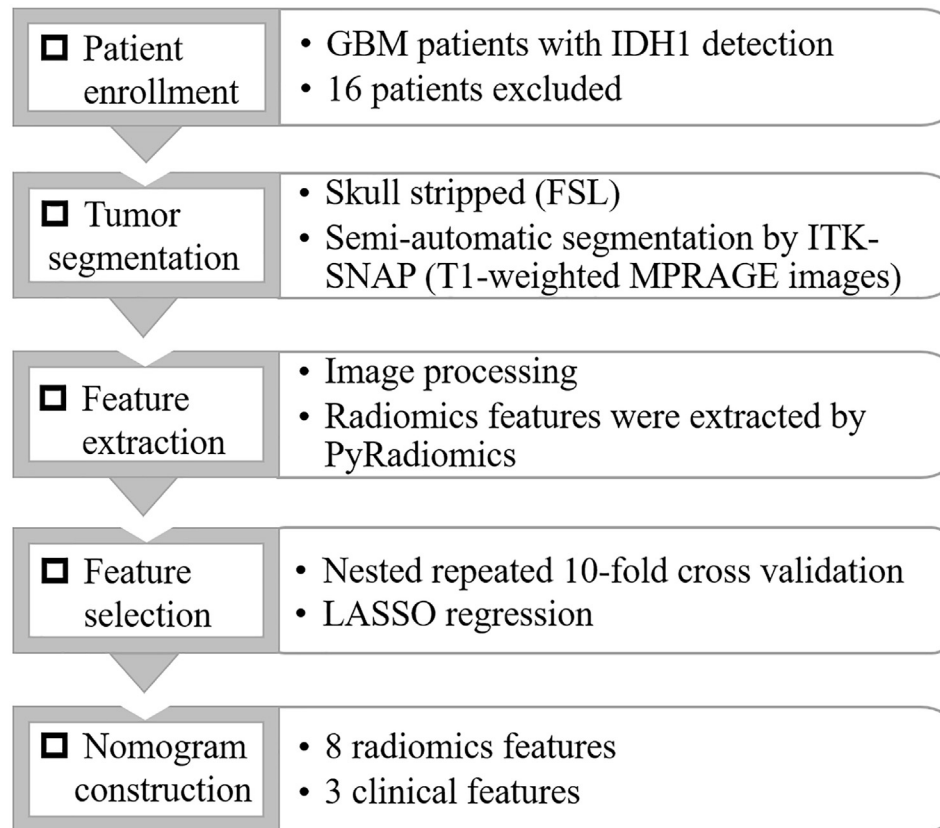 Patient
enrollment
• GBM patients with IDH1 detection
• 16 patients excluded
Tumor
segmentation
• Skull stripped (FSL)
• Semi-automatic segmentation by ITK-
SNAP (T1-weighted MPRAGE images)
Feature
extraction
• Image processing
• Radiomics features were extracted by
PyRadiomics
Feature
selection
• Nested repeated 10-fold cross validation
• LASSO regression
Nomogram
construction
• 8 radiomics features
• 3 clinical features